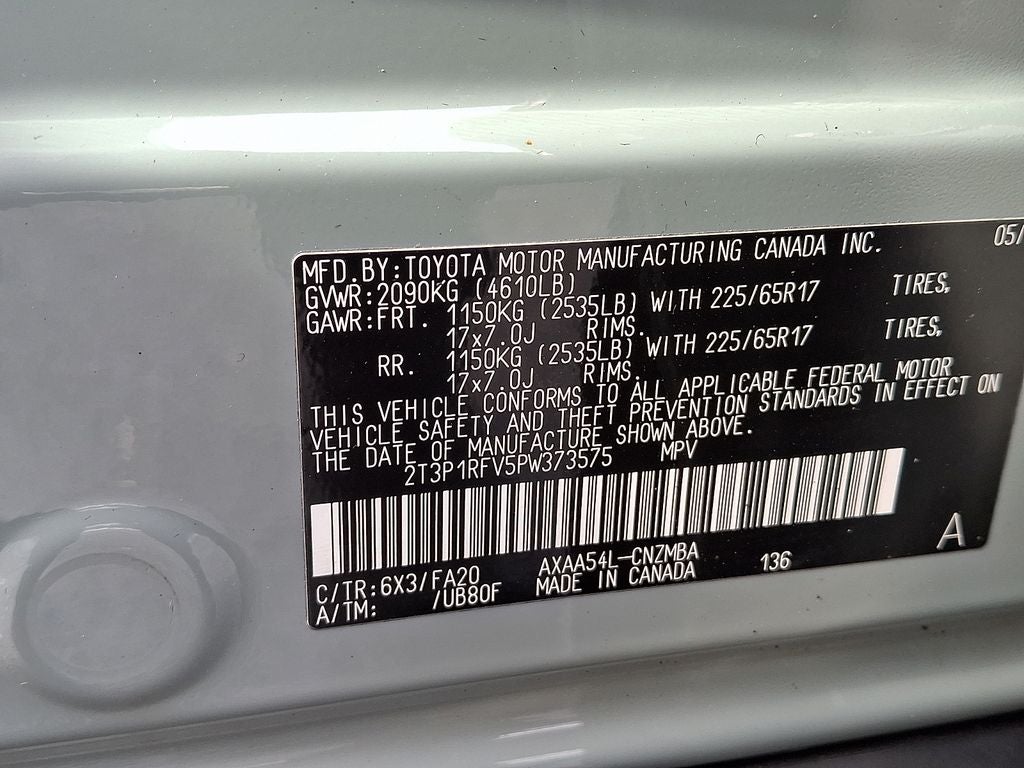 MFD.BY:TOYOTA MOTOR MANUFACTURING CANADA INC. 05/
GVWR:2090KG (4610LB)
GAWR:FRT. 1150KG (2535LB) WITH 225/65R17 TIRES,
17x7.0J RIMS.
RR. 1150KG (2535LB) WITH 225/65R17 TIRES,
17x7.0J RIMS.
THIS VEHICLE CONFORMS TO ALL APPLICABLE FEDERAL MOTOR
VEHICLE SAFETY AND THEFT PREVENTION STANDARDS IN EFFECT ON
THE DATE OF MANUFACTURE SHOWN ABOVE.
2T3P1RFV5PW373575 MPV
C/TR:6X3/FA20 AXAA54L-CNZMBA 136 A
A/TM: /UB80F MADE IN CANADA